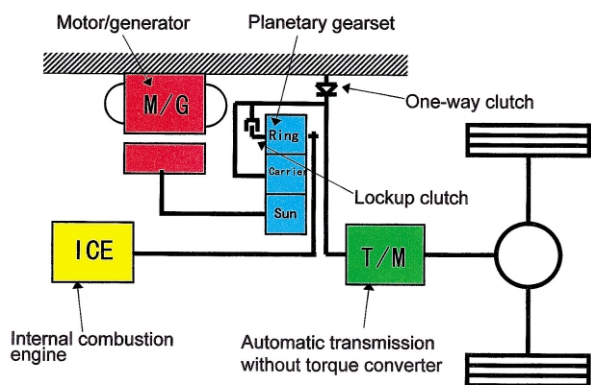 Motor/generator
Planetary gearset
M/G
One-way clutch
Ring
Carrier
Lockup clutch
Sun
ICE
T/M
Internal combustion
engine
Automatic transmission
without torque converter